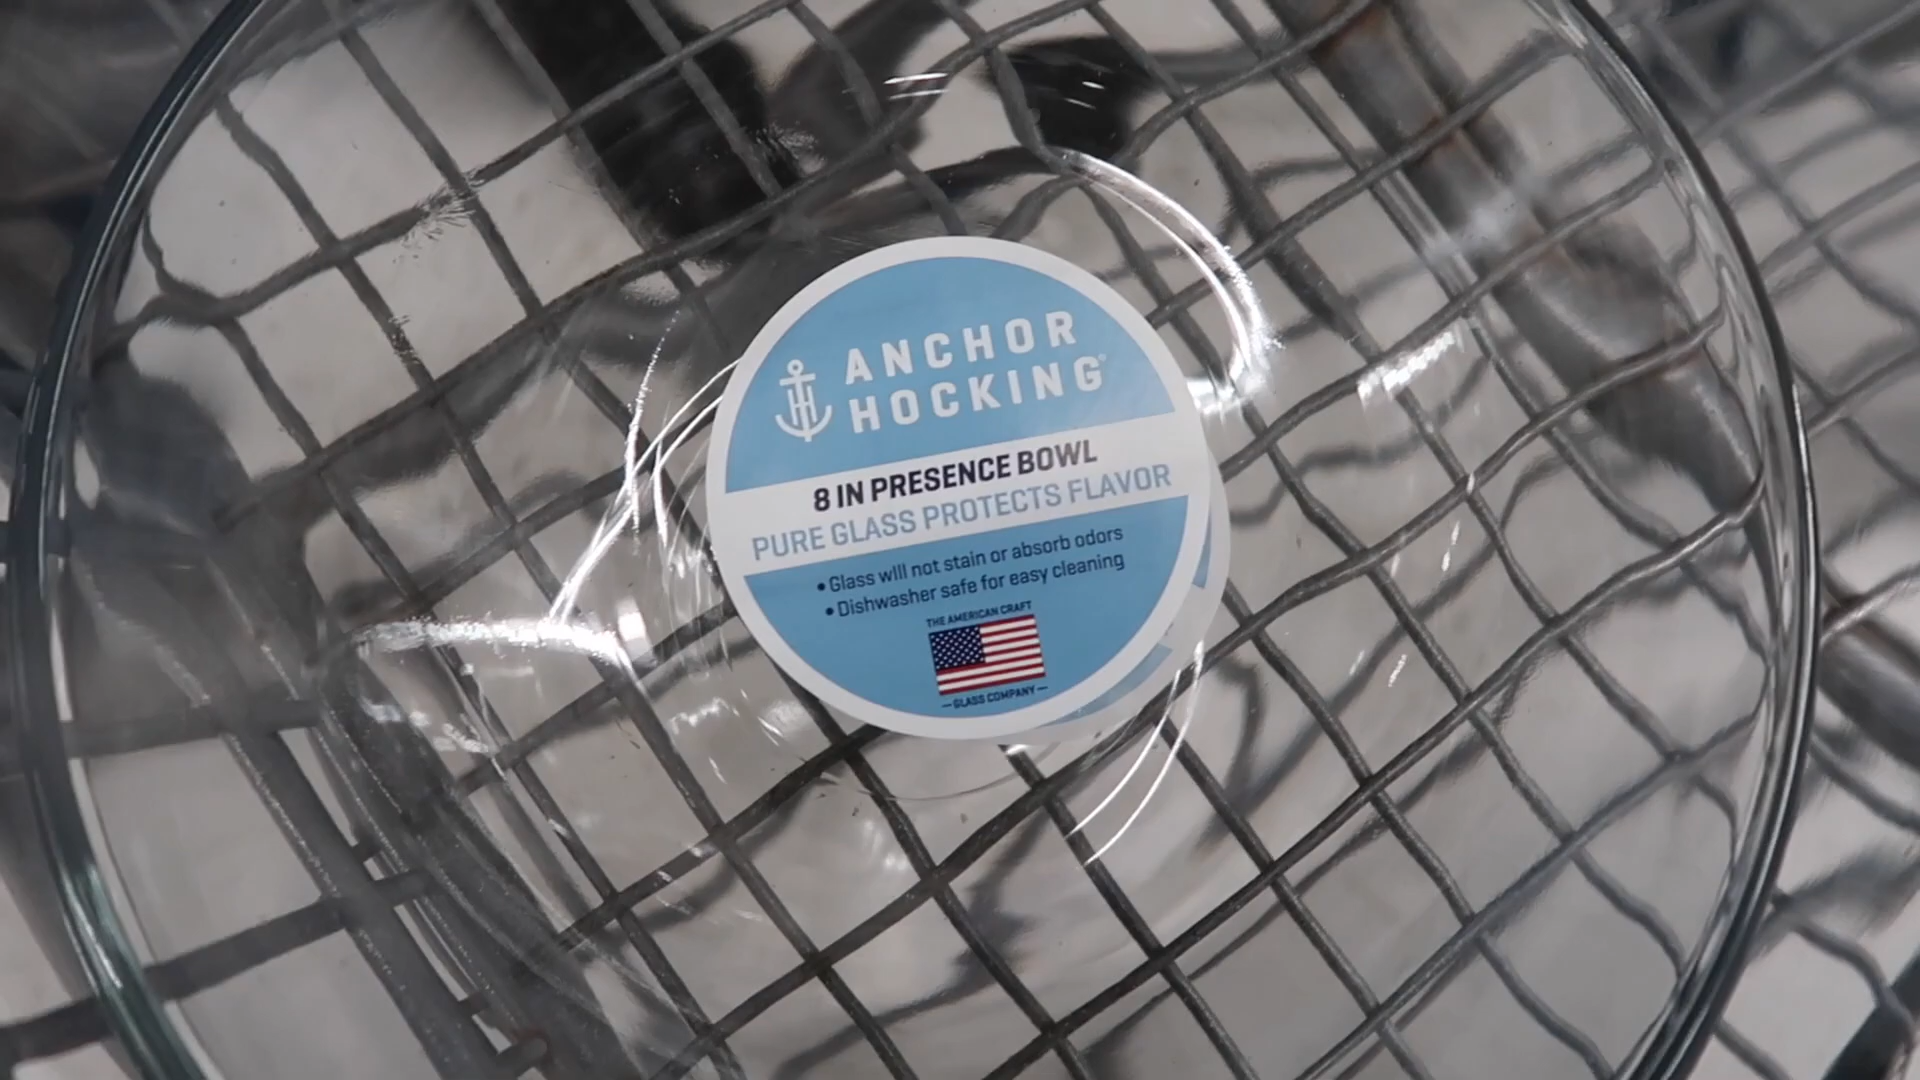 ANCHOR
HOCKING®
8 IN PRESENCE BOWL
PURE GLASS PROTECTS FLAVOR
• Glass will not stain or absorb odors
• Dishwasher safe for easy cleaning
THE AMERICAN CRAFT
— GLASS COMPANY —